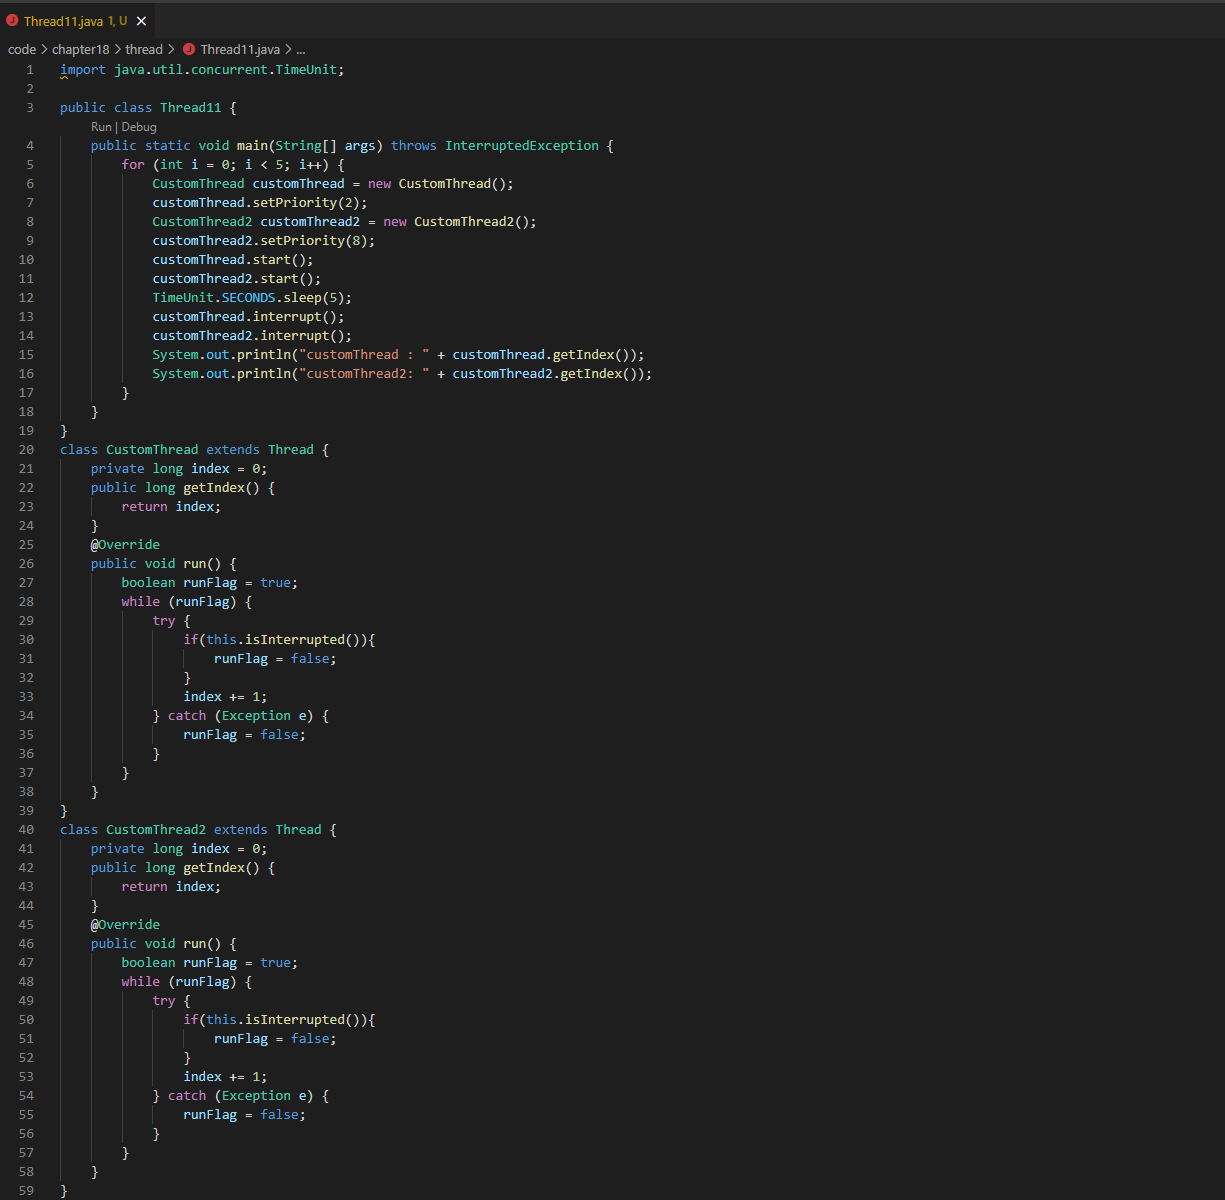 Thread11.java 1, U
code > chapter18 > thread > Thread11.java > ...
1 import java.util.concurrent.TimeUnit;
2
3 public class Thread11 {
Run | Debug
4 public static void main(String[] args) throws InterruptedException {
5 for (int i = 0; i < 5; i++) {
6 CustomThread customThread = new CustomThread();
7 customThread.setPriority(2);
8 CustomThread2 customThread2 = new CustomThread2();
9 customThread2.setPriority(8);
10 customThread.start();
11 customThread2.start();
12 TimeUnit.SECONDS.sleep(5);
13 customThread.interrupt();
14 customThread2.interrupt();
15 System.out.println("customThread : " + customThread.getIndex());
16 System.out.println("customThread2: " + customThread2.getIndex());
17 }
18 }
19 }
20 class CustomThread extends Thread {
21 private long index = 0;
22 public long getIndex() {
23 return index;
24 }
25 @Override
26 public void run() {
27 boolean runFlag = true;
28 while (runFlag) {
29 try {
30 if(this.isInterrupted()){
31 runFlag = false;
32 }
33 index += 1;
34 } catch (Exception e) {
35 runFlag = false;
36 }
37 }
38 }
39 }
40 class CustomThread2 extends Thread {
41 private long index = 0;
42 public long getIndex() {
43 return index;
44 }
45 @Override
46 public void run() {
47 boolean runFlag = true;
48 while (runFlag) {
49 try {
50 if(this.isInterrupted()){
51 runFlag = false;
52 }
53 index += 1;
54 } catch (Exception e) {
55 runFlag = false;
56 }
57 }
58 }
59 }